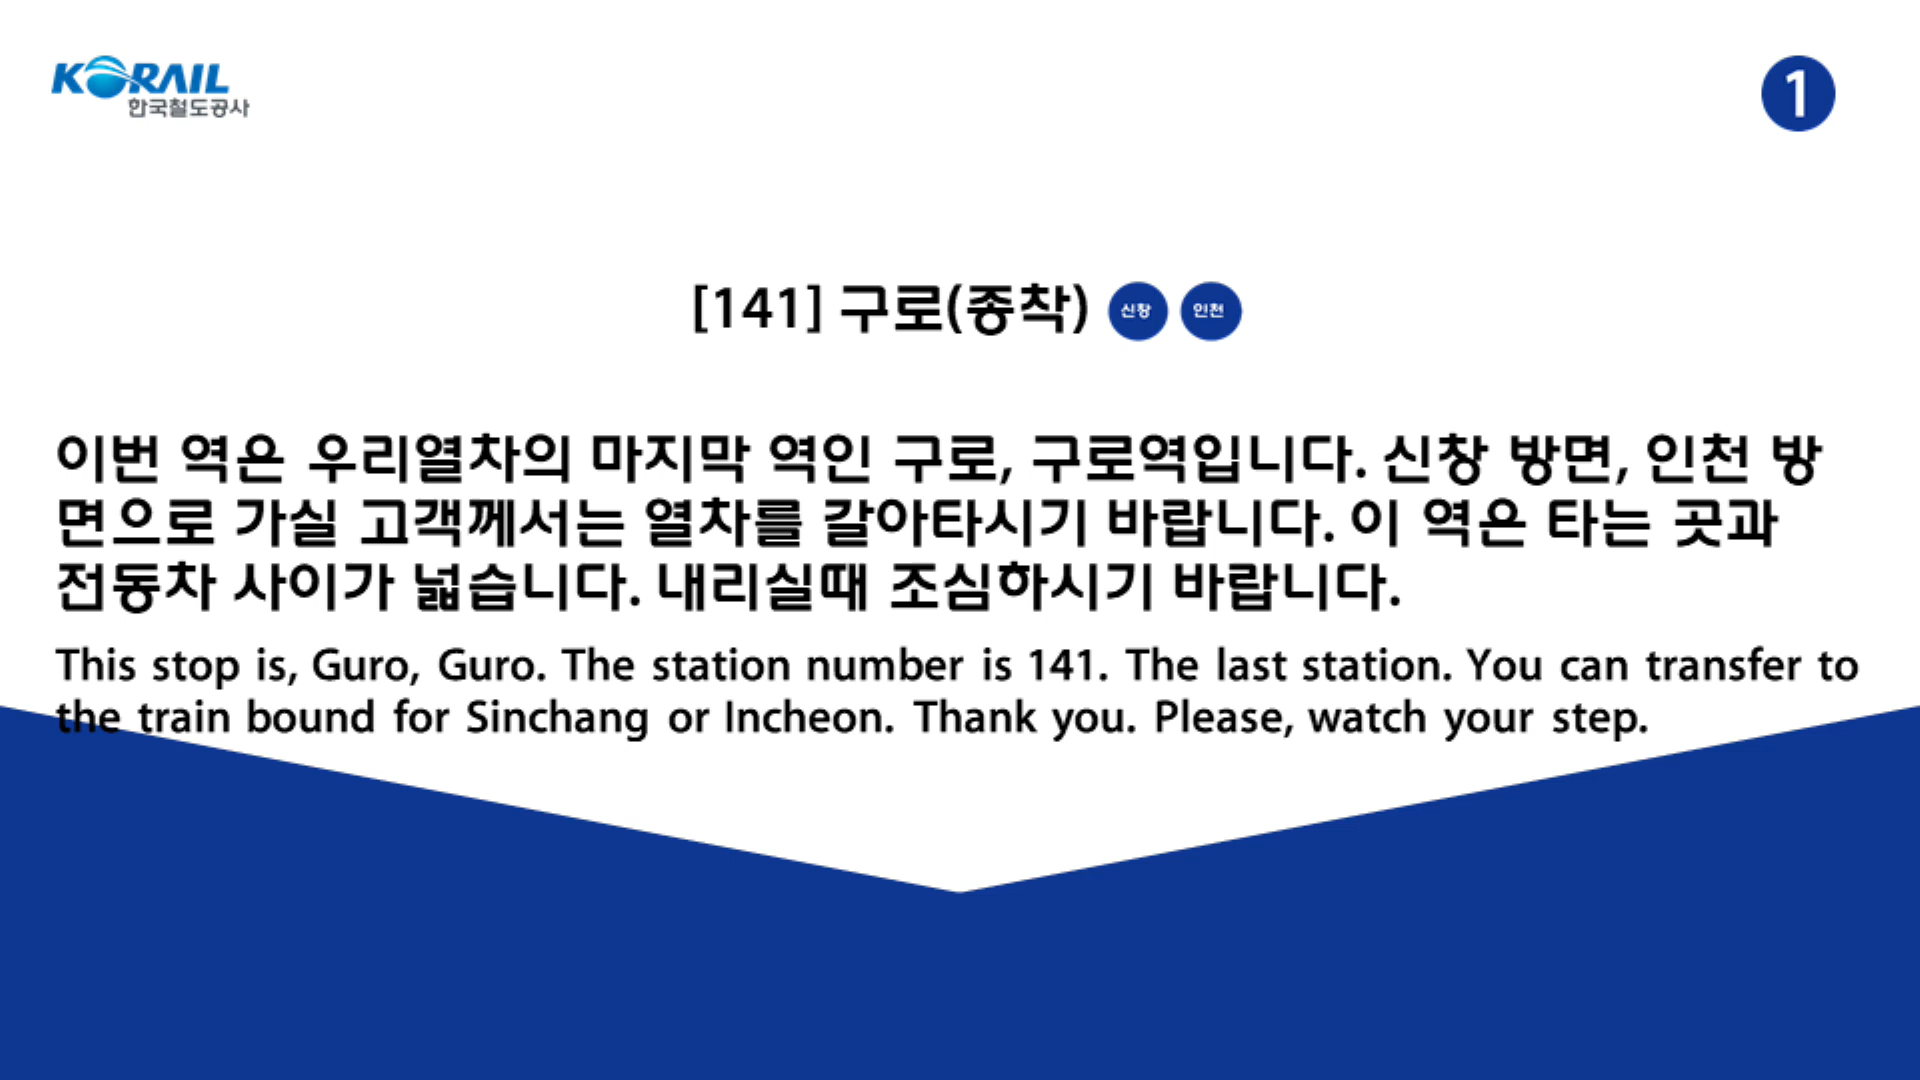 KORAIL
한국철도공사
1
[141] 구로(종착) 신창 인천
이번 역은 우리열차의 마지막 역인 구로, 구로역입니다. 신창 방면, 인천 방
면으로 가실 고객께서는 열차를 갈아타시기 바랍니다. 이 역은 타는 곳과
전동차 사이가 넓습니다. 내리실때 조심하시기 바랍니다.
This stop is, Guro, Guro. The station number is 141. The last station. You can transfer to
the train bound for Sinchang or Incheon. Thank you. Please, watch your step.